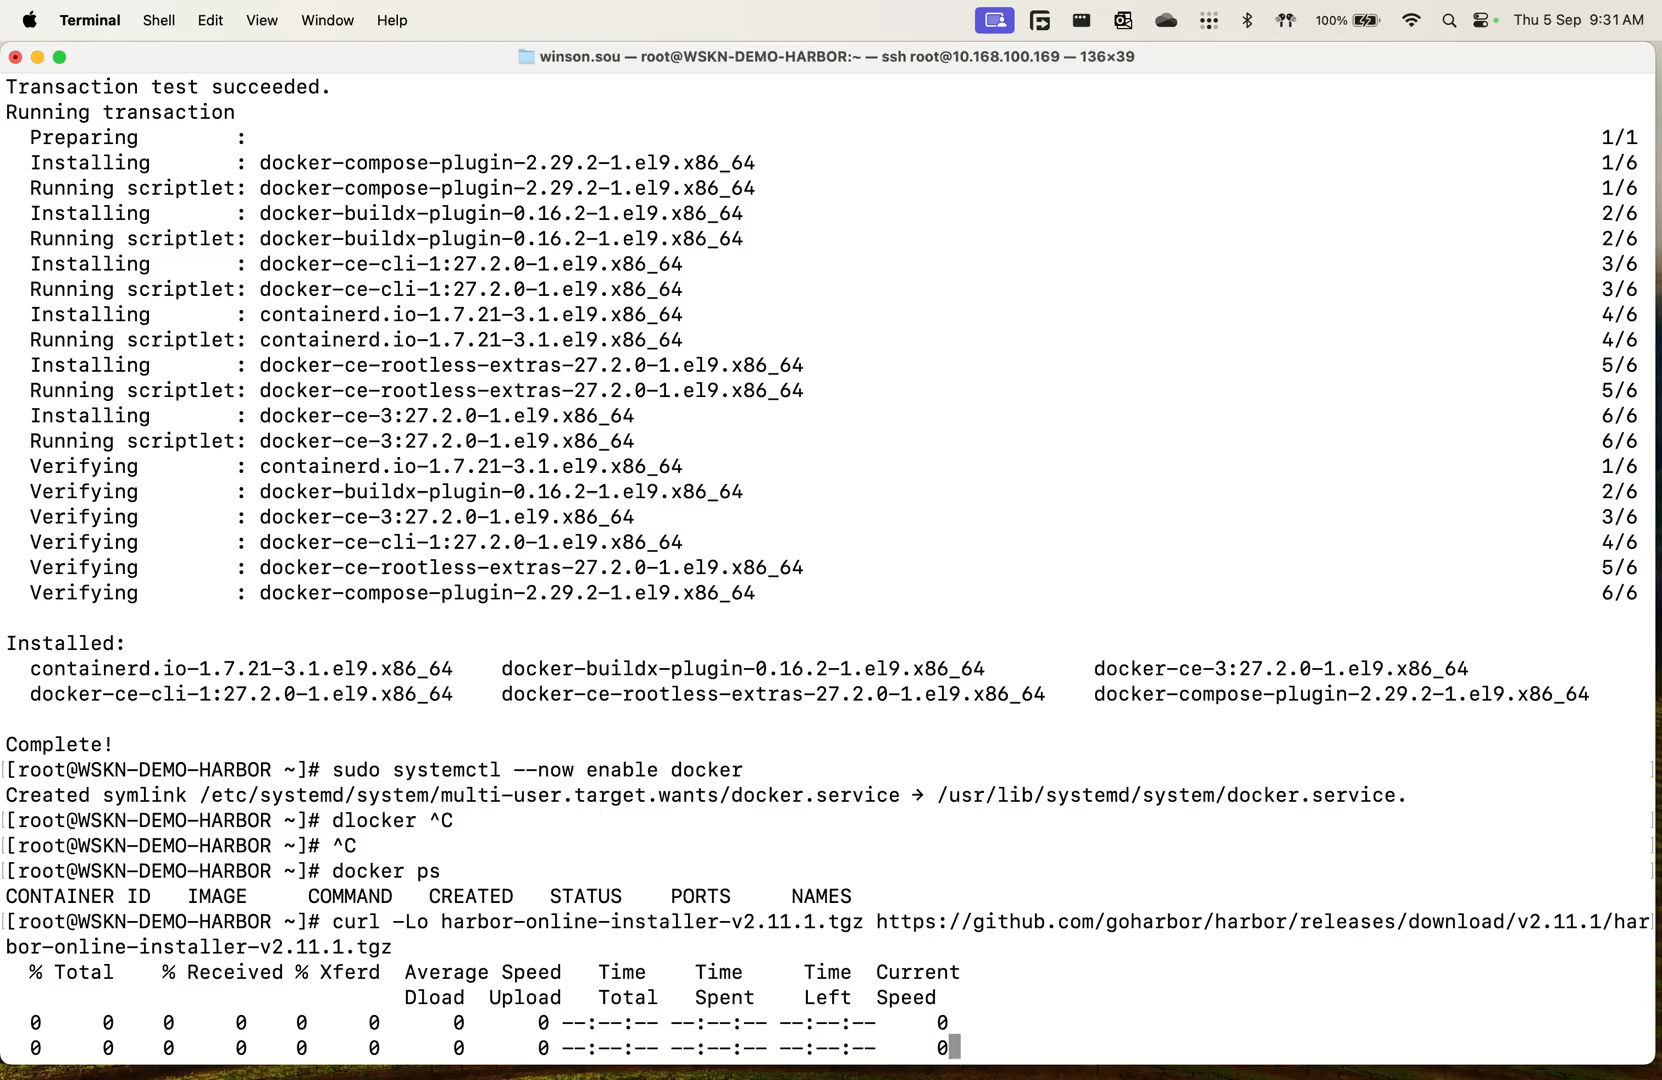 Terminal Shell Edit View Window Help 100% Thu 5 Sep 9:31 AM
winson.sou — root@WSKN-DEMO-HARBOR:~ — ssh root@10.168.100.169 — 136×39
Transaction test succeeded.
Running transaction
  Preparing        :                                                        1/1
  Installing       : docker-compose-plugin-2.29.2-1.el9.x86_64              1/6
  Running scriptlet: docker-compose-plugin-2.29.2-1.el9.x86_64              1/6
  Installing       : docker-buildx-plugin-0.16.2-1.el9.x86_64               2/6
  Running scriptlet: docker-buildx-plugin-0.16.2-1.el9.x86_64               2/6
  Installing       : docker-ce-cli-1:27.2.0-1.el9.x86_64                    3/6
  Running scriptlet: docker-ce-cli-1:27.2.0-1.el9.x86_64                    3/6
  Installing       : containerd.io-1.7.21-3.1.el9.x86_64                    4/6
  Running scriptlet: containerd.io-1.7.21-3.1.el9.x86_64                    4/6
  Installing       : docker-ce-rootless-extras-27.2.0-1.el9.x86_64          5/6
  Running scriptlet: docker-ce-rootless-extras-27.2.0-1.el9.x86_64          5/6
  Installing       : docker-ce-3:27.2.0-1.el9.x86_64                        6/6
  Running scriptlet: docker-ce-3:27.2.0-1.el9.x86_64                        6/6
  Verifying        : containerd.io-1.7.21-3.1.el9.x86_64                    1/6
  Verifying        : docker-buildx-plugin-0.16.2-1.el9.x86_64               2/6
  Verifying        : docker-ce-3:27.2.0-1.el9.x86_64                        3/6
  Verifying        : docker-ce-cli-1:27.2.0-1.el9.x86_64                    4/6
  Verifying        : docker-ce-rootless-extras-27.2.0-1.el9.x86_64          5/6
  Verifying        : docker-compose-plugin-2.29.2-1.el9.x86_64              6/6
Installed:
  containerd.io-1.7.21-3.1.el9.x86_64    docker-buildx-plugin-0.16.2-1.el9.x86_64         docker-ce-3:27.2.0-1.el9.x86_64
  docker-ce-cli-1:27.2.0-1.el9.x86_64    docker-ce-rootless-extras-27.2.0-1.el9.x86_64    docker-compose-plugin-2.29.2-1.el9.x86_64
Complete!
[root@WSKN-DEMO-HARBOR ~]# sudo systemctl --now enable docker
Created symlink /etc/systemd/system/multi-user.target.wants/docker.service → /usr/lib/systemd/system/docker.service.
[root@WSKN-DEMO-HARBOR ~]# dlocker ^C
[root@WSKN-DEMO-HARBOR ~]# ^C
[root@WSKN-DEMO-HARBOR ~]# docker ps
CONTAINER ID   IMAGE     COMMAND   CREATED   STATUS    PORTS     NAMES
[root@WSKN-DEMO-HARBOR ~]# curl -Lo harbor-online-installer-v2.11.1.tgz https://github.com/goharbor/harbor/releases/download/v2.11.1/har
bor-online-installer-v2.11.1.tgz
  % Total    % Received % Xferd  Average Speed   Time    Time     Time  Current
                                 Dload  Upload   Total   Spent    Left  Speed
  0     0    0     0    0     0      0      0 --:--:-- --:--:-- --:--:--     0
  0     0    0     0    0     0      0      0 --:--:-- --:--:-- --:--:--     0